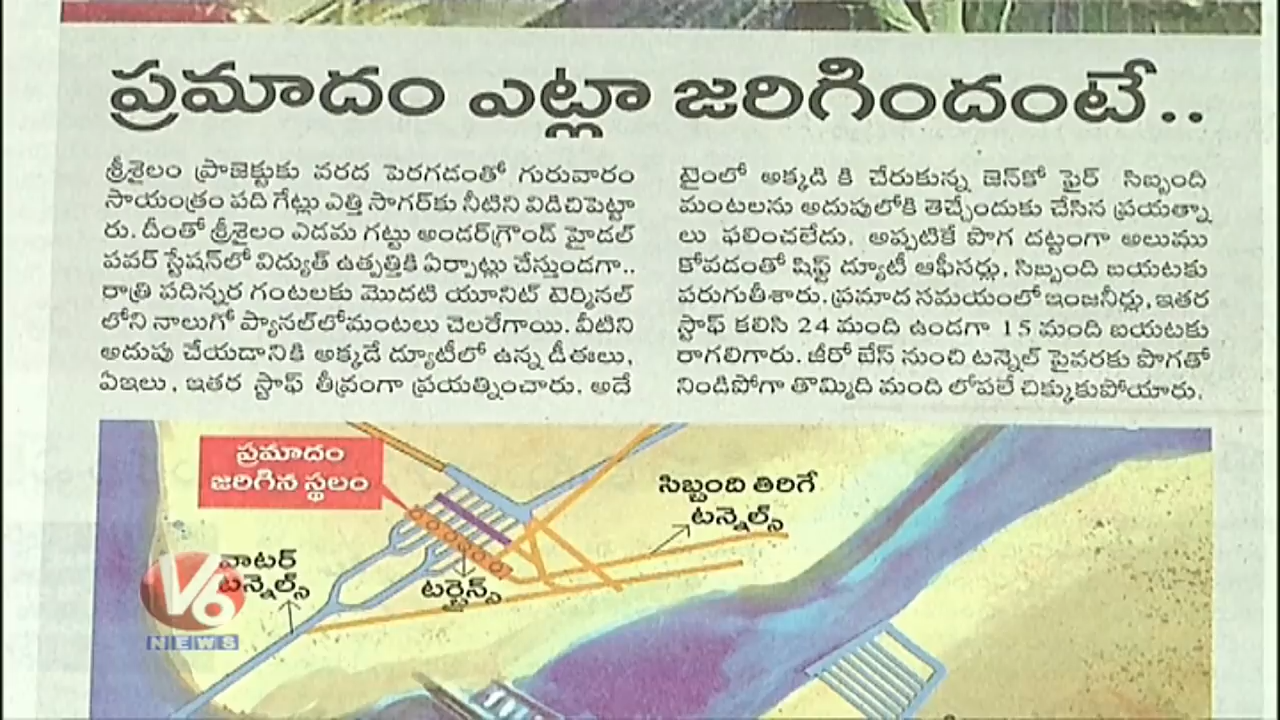 ప్రమాదం ఎట్లా జరిగిందంటే..
శ్రీశైలం ప్రాజెక్టుకు వరద పెరగడంతో గురువారం
సాయంత్రం పది గేట్లు ఎత్తి సాగర్‌కు నీటిని విడిచిపెట్టా
రు. దీంతో శ్రీశైలం ఎడమ గట్టు అండర్‌గ్రౌండ్ హైడల్
పవర్ స్టేషన్‌లో విద్యుత్ ఉత్పత్తికి ఏర్పాట్లు చేస్తుండగా..
రాత్రి పదిన్నర గంటలకు మొదటి యూనిట్ టెర్మినల్
లోని నాలుగో ప్యానల్‌లోమంటలు చెలరేగాయి. వీటిని
అదుపు చేయడానికి అక్కడే డ్యూటీలో ఉన్న డీఈలు,
ఏఇలు, ఇతర స్టాఫ్ తీవ్రంగా ప్రయత్నించారు. అదే
టైంలో అక్కడి కి చేరుకున్న జెన్‌కో ఫైర్ సిబ్బంది
మంటలను అదుపులోకి తెచ్చేందుకు చేసిన ప్రయత్నా
లు ఫలించలేదు. అప్పటికే పొగ దట్టంగా అలుము
కోవడంతో షిఫ్ట్ డ్యూటీ ఆఫీసర్లు, సిబ్బంది బయటకు
పరుగుతీశారు. ప్రమాద సమయంలో ఇంజనీర్లు, ఇతర
స్టాఫ్ కలిసి 24 మంది ఉండగా 15 మంది బయటకు
రాగలిగారు. జీరో బేస్ నుంచి టన్నెల్ పైవరకు పొగతో
నిండిపోగా తొమ్మిది మంది లోపలే చిక్కుకుపోయారు.
ప్రమాదం
జరిగిన స్థలం
సిబ్బంది తిరిగే
టన్నెల్స్
వాటర్
టన్నెల్స్
టర్బైన్స్
V6
NEWS